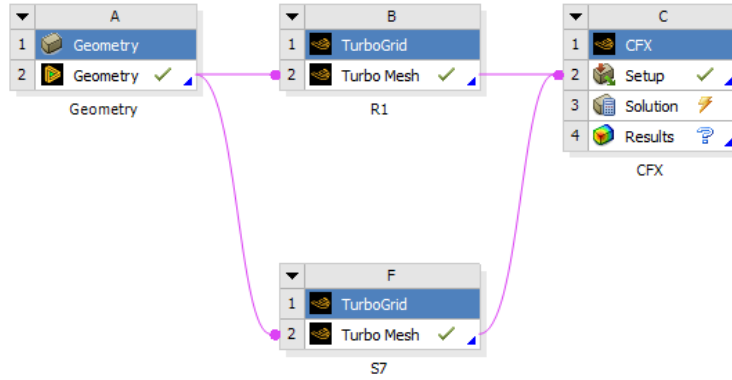 A
1 Geometry
2 Geometry
Geometry
B
1 TurboGrid
2 Turbo Mesh
R1
C
1 CFX
2 Setup
3 Solution
4 Results
CFX
F
1 TurboGrid
2 Turbo Mesh
S7